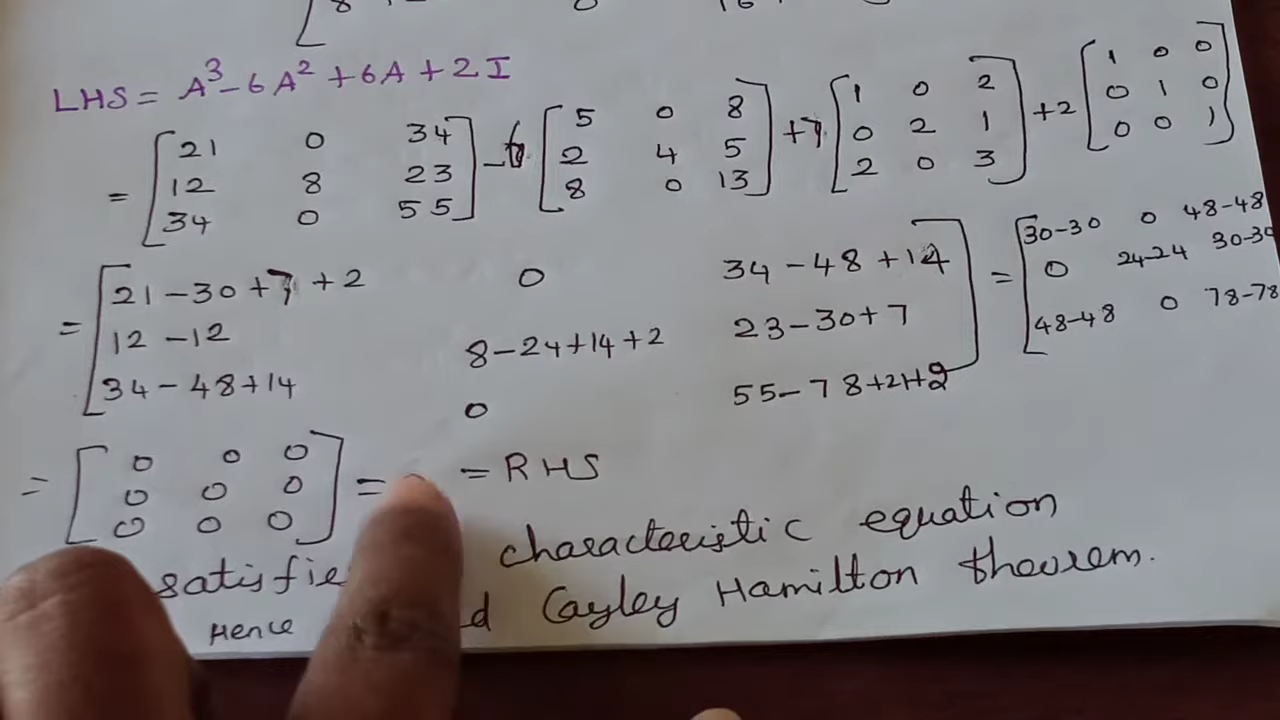 8 0 16
LHS = A³ - 6A² + 6A + 2I
= [21 0 34; 12 8 23; 34 0 55] - 6 [5 0 8; 2 4 5; 8 0 13] + 7 [1 0 2; 0 2 1; 2 0 3] + 2 [1 0 0; 0 1 0; 0 0 1]
= [21-30+7+2 0 34-48+14; 12-12 8-24+14+2 23-30+7; 34-48+14 0 55-78+21+2] = [30-30 0 48-48; 0 24-24 30-30; 48-48 0 78-78]
= [0 0 0; 0 0 0; 0 0 0] = = RHS
characteristic equation
Hence Cayley Hamilton theorem.